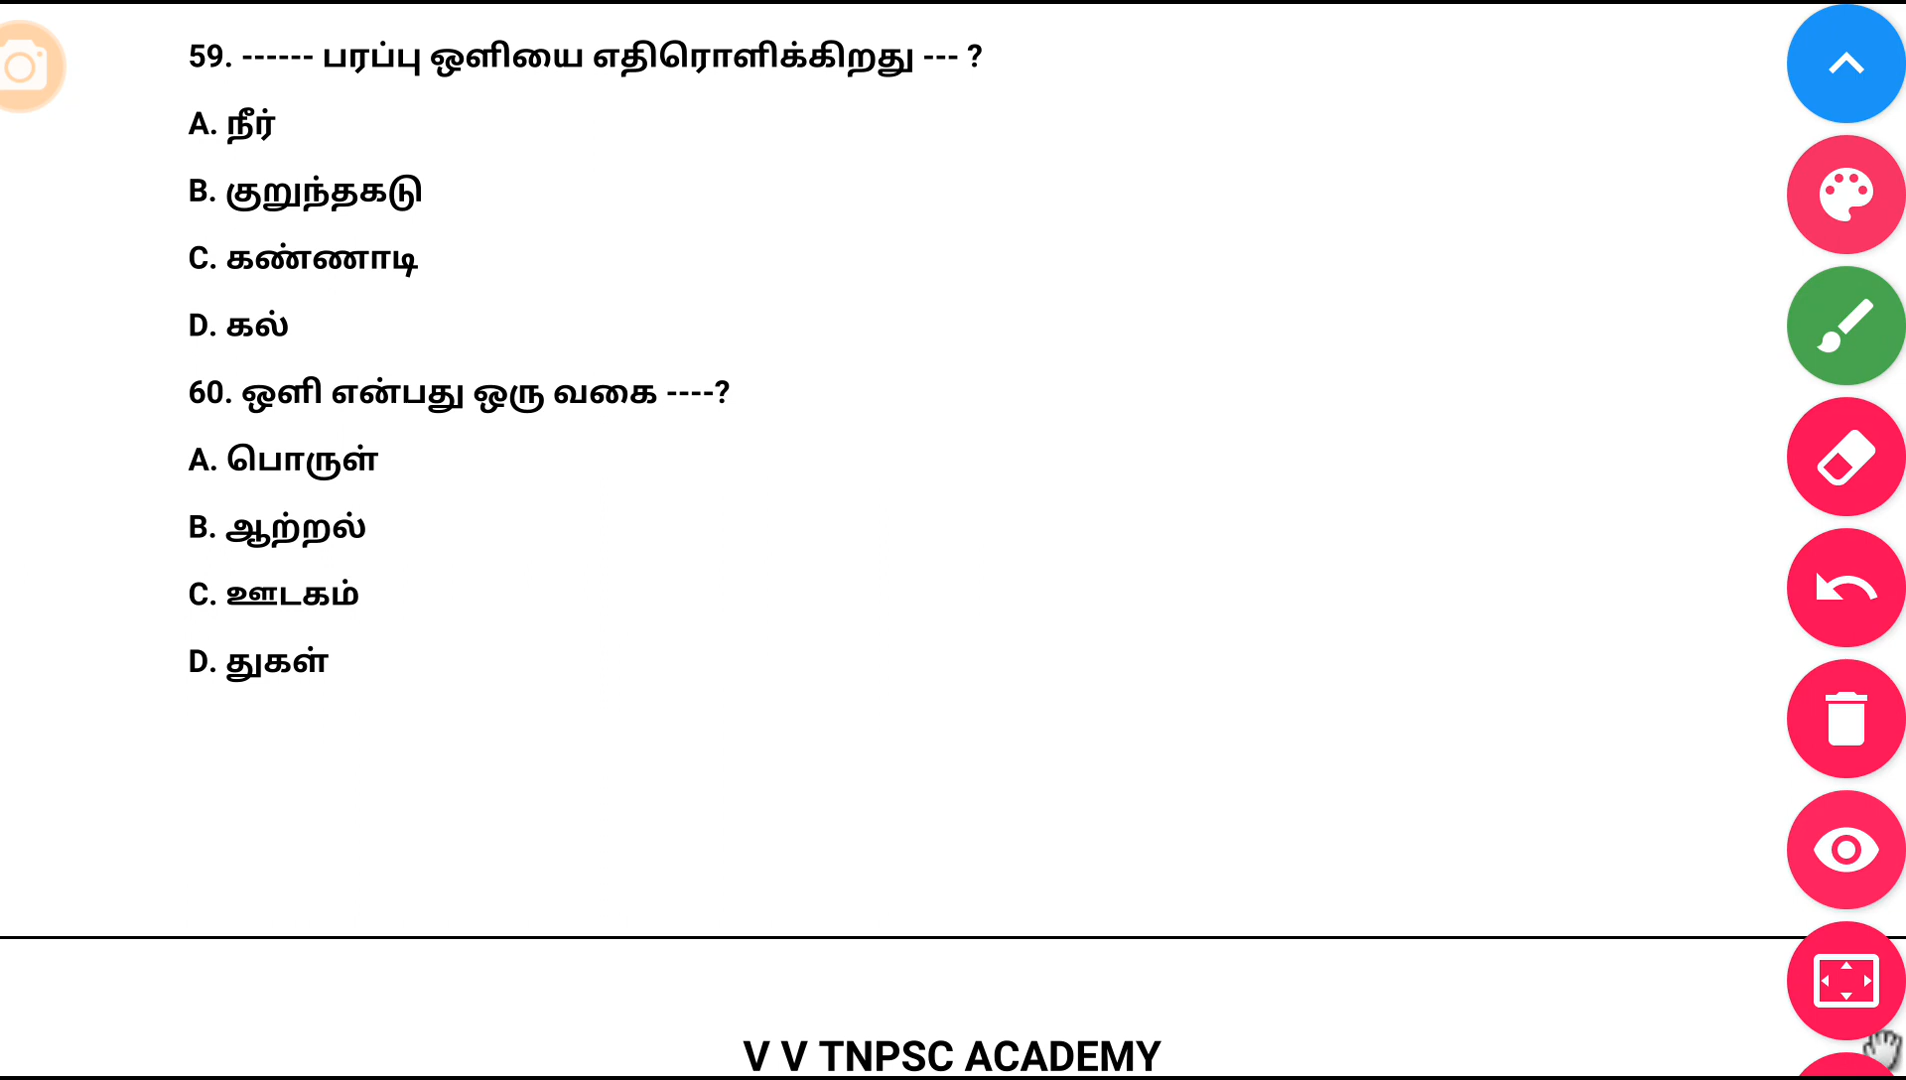 59. ------ பரப்பு ஒளியை எதிரொளிக்கிறது --- ?
A. நீர்
B. குறுந்தகடு
C. கண்ணாடி
D. கல்
60. ஒளி என்பது ஒரு வகை ----?
A. பொருள்
B. ஆற்றல்
C. ஊடகம்
D. துகள்
V V TNPSC ACADEMY